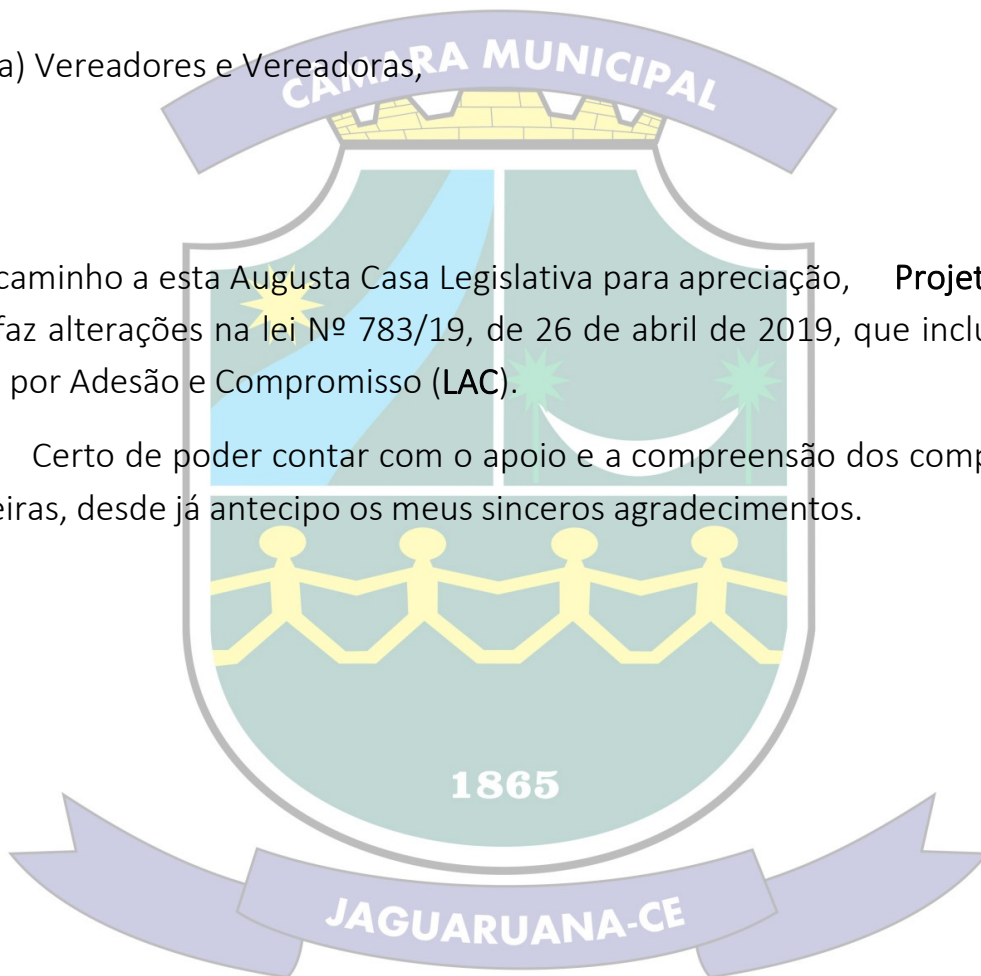 a) Vereadores e Vereadoras,
CÂMARA MUNICIPAL
caminho a esta Augusta Casa Legislativa para apreciação, Projet
faz alterações na lei Nº 783/19, de 26 de abril de 2019, que inclu
por Adesão e Compromisso (LAC).
Certo de poder contar com o apoio e a compreensão dos comp
eiras, desde já antecipo os meus sinceros agradecimentos.
1865
JAGUARUANA-CE